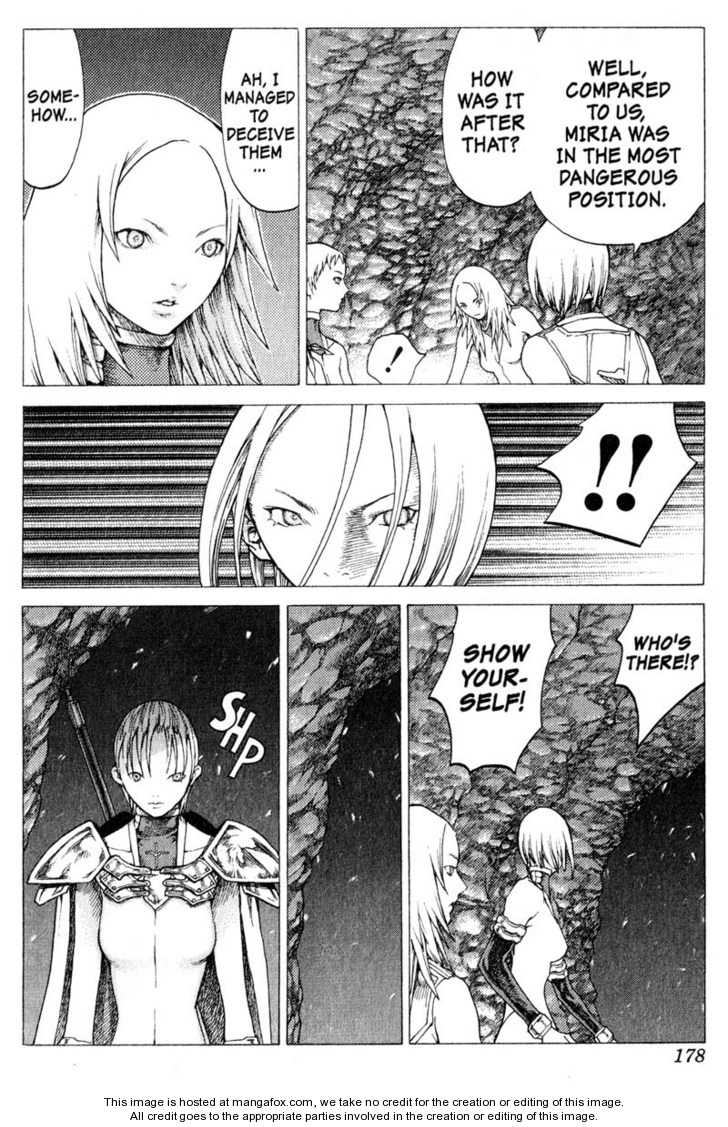 WELL,
COMPARED
TO US,
MIRIA WAS
IN THE MOST
DANGEROUS
POSITION.
HOW
WAS IT
AFTER
THAT?
!
AH, I
MANAGED
TO
DECEIVE
THEM
...
SOME-
HOW...
!!
WHO'S
THERE!?
SHOW
YOUR-
SELF!
SHP
178
This image is hosted at mangafox.com, we take no credit for the creation or editing of this image.
All credit goes to the appropriate parties involved in the creation or editing of this image.